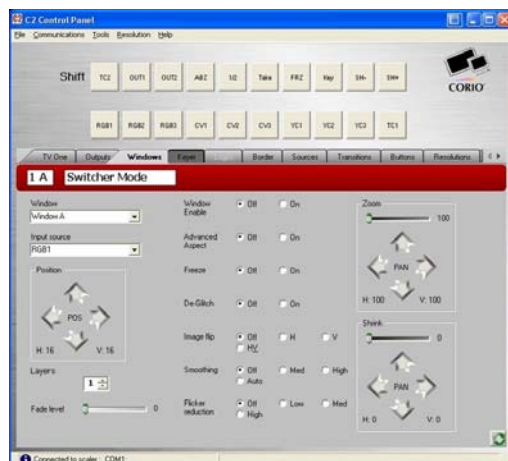 C2 Control Panel
File Communications Tools Resolution Help
Shift TC2 OUT1 OUT2 ABZ 1/2 Take FRZ Key SH- SH+
CORIO
RGB1 RGB2 RGB3 CV1 CV2 CV3 YC1 YC2 YC3 TC1
TV One Outputs Windows Keyer Border Sources Transitions Buttons Resolutions
1 A Switcher Mode
Window
Window A
Input source
RGB1
Position
POS
H: 16 V: 16
Layers
1
Fade level 0
Window Enable Off On
Advanced Aspect Off On
Freeze Off On
De-Glitch Off On
Image flip Off H V
HV
Smoothing Off Med High
Auto
Flicker reduction Off Low Med
High
Zoom
100
PAN
H: 100 V: 100
Shrink
0
PAN
H: 0 V: 0
Connected to scaler: COM1: